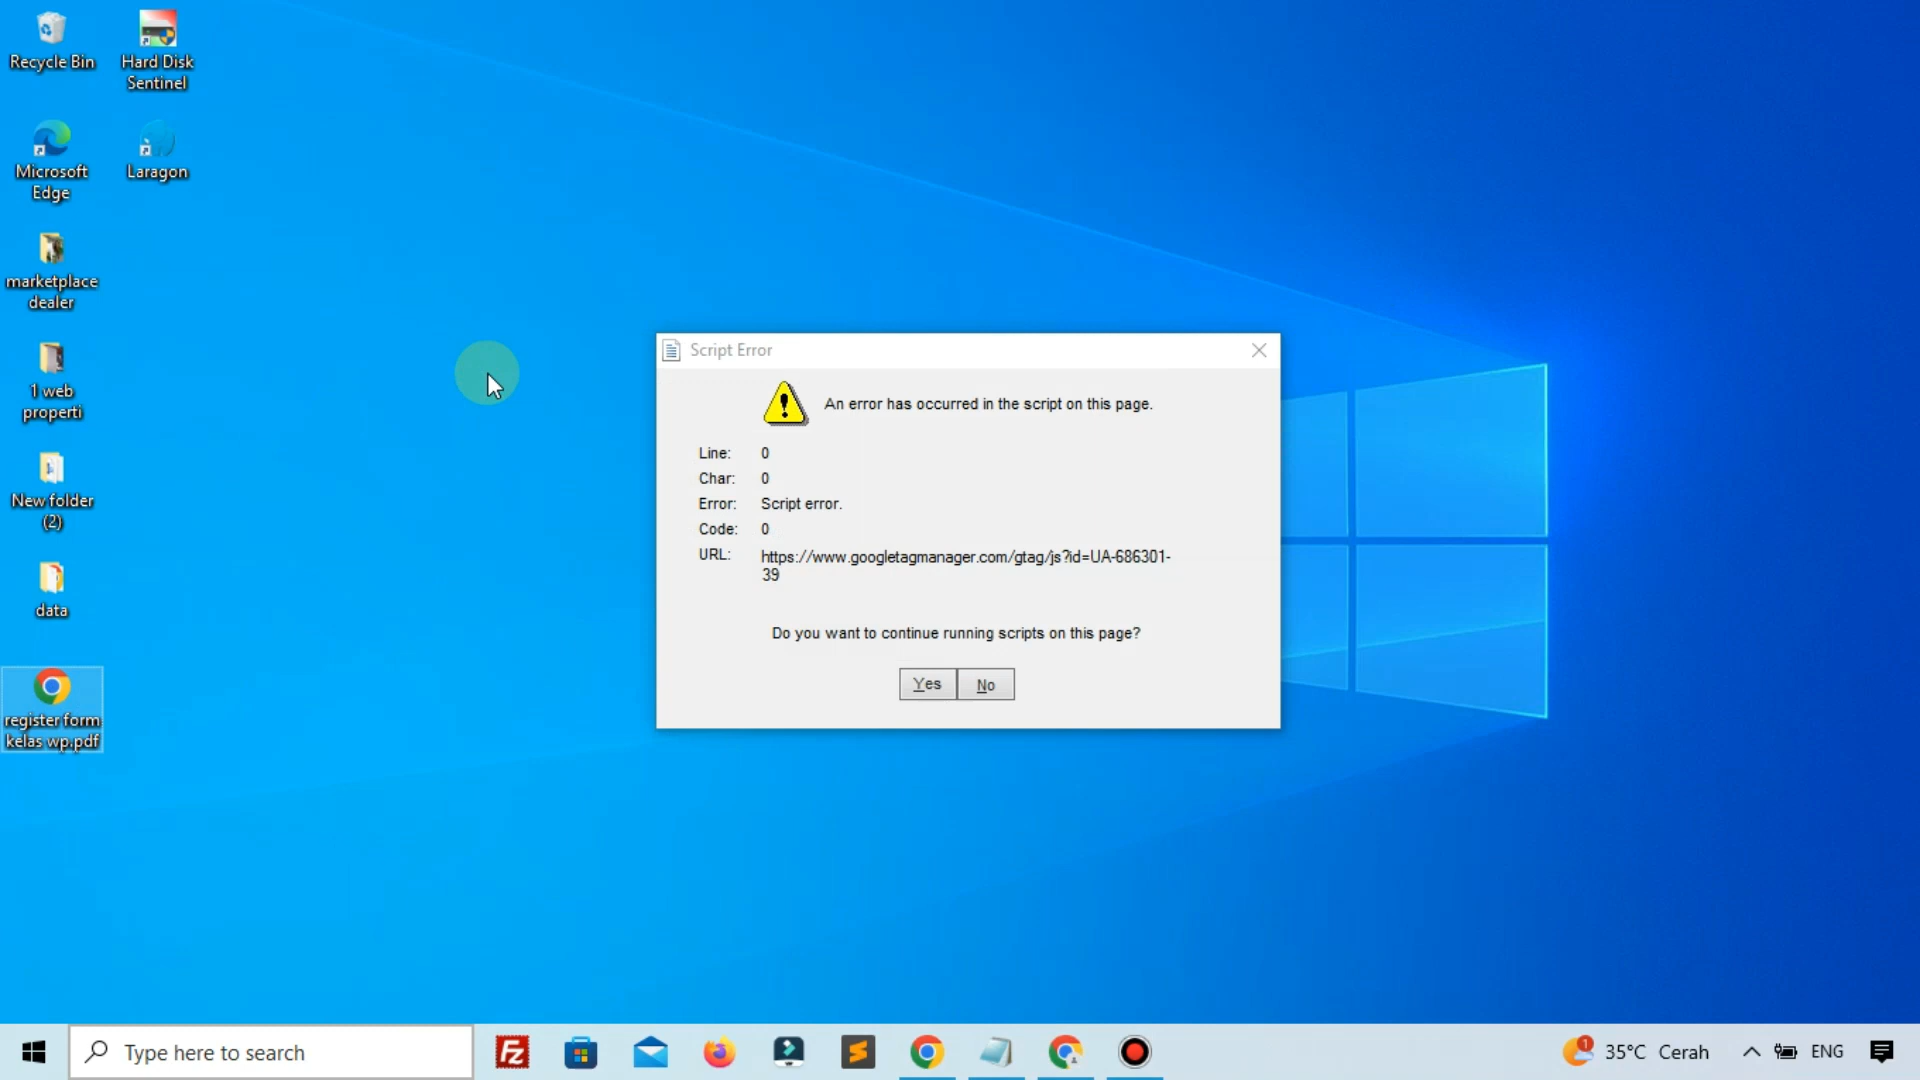 Recycle Bin
Hard Disk
Sentinel
Microsoft
Edge
Laragon
marketplace
dealer
1 web
properti
New folder
(2)
data
register form
kelas wp.pdf
Script Error
An error has occurred in the script on this page.
Line: 0
Char: 0
Error: Script error.
Code: 0
URL: https://www.googletagmanager.com/gtag/js?id=UA-686301-
39
Do you want to continue running scripts on this page?
Yes No
Type here to search
Fz
S
1
35°C Cerah
ENG